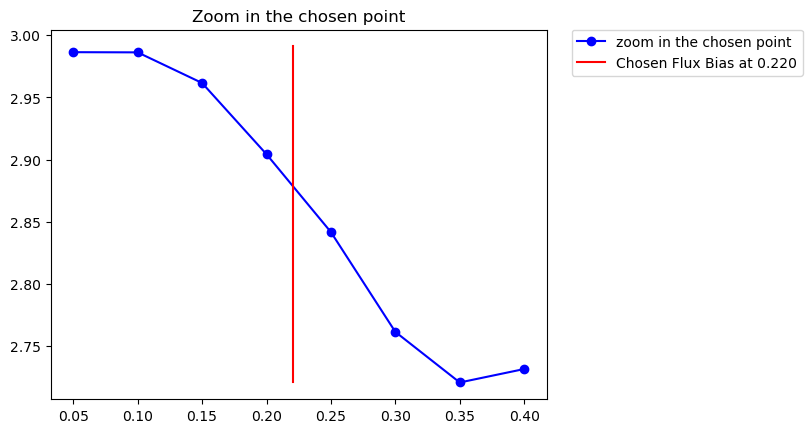 Zoom in the chosen point
zoom in the chosen point
Chosen Flux Bias at 0.220
3.00
2.95
2.90
2.85
2.80
2.75
0.05 0.10 0.15 0.20 0.25 0.30 0.35 0.40